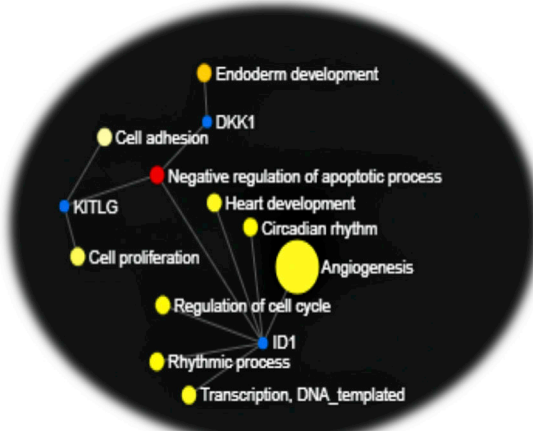 Endoderm development
DKK1
Cell adhesion
Negative regulation of apoptotic process
KITLG
Heart development
Circadian rhythm
Cell proliferation
Angiogenesis
Regulation of cell cycle
ID1
Rhythmic process
Transcription, DNA_templated